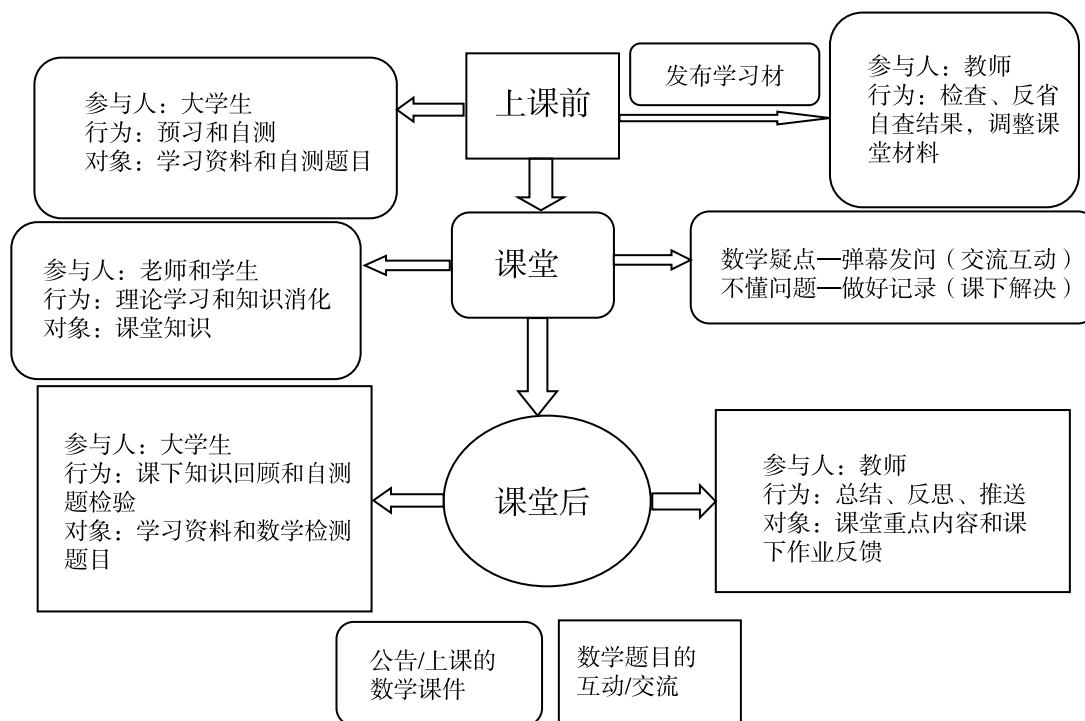 参与人：大学生
行为：预习和自测
对象：学习资料和自测题目
上课前
发布学习材
参与人：教师
行为：检查、反省
自查结果，调整课
堂材料
参与人：老师和学生
行为：理论学习和知识消化
对象：课堂知识
课堂
数学疑点—弹幕发问（交流互动）
不懂问题—做好记录（课下解决）
参与人：大学生
行为：课下知识回顾和自测
题检验
对象：学习资料和数学检测
题目
课堂后
参与人：教师
行为：总结、反思、推送
对象：课堂重点内容和课
下作业反馈
公告/上课的
数学课件
数学题目的
互动/交流